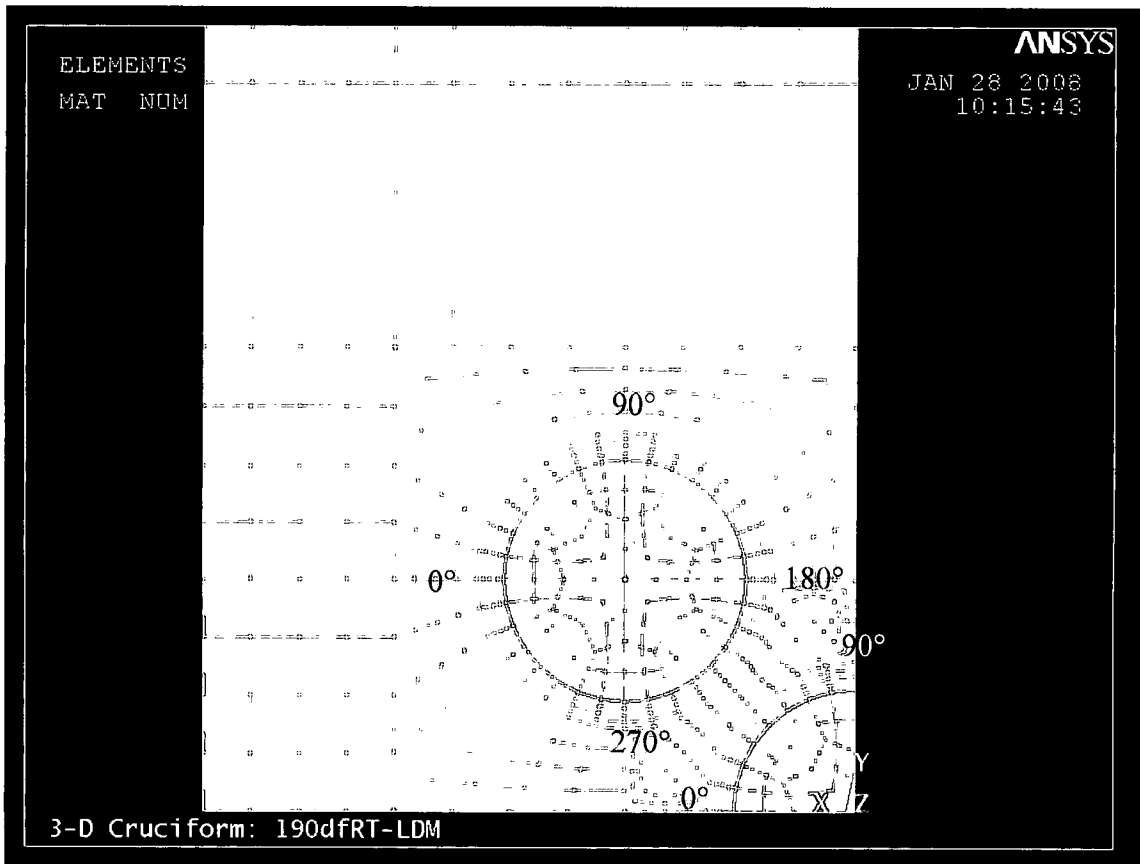 ANSYS
ELEMENTS
MAT NUM
JAN 28 2008
10:15:43
90°
0°
180°
90°
270°
Y
0°
X
Z
3-D Cruciform: 190dfRT-LDM